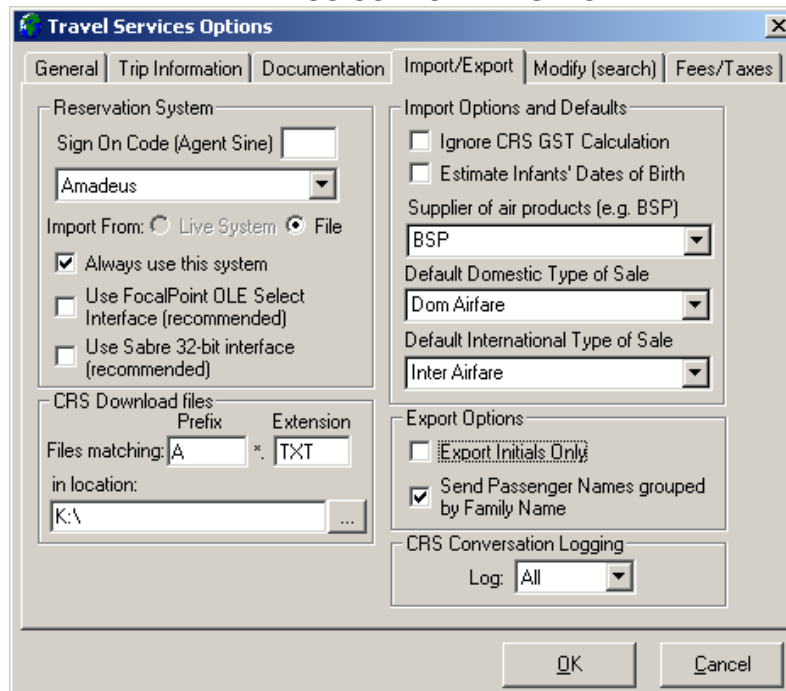 Travel Services Options
General Trip Information Documentation Import/Export Modify (search) Fees/Taxes
Reservation System
Sign On Code (Agent Sine)
Amadeus
Import From: Live System File
Always use this system
Use FocalPoint OLE Select
Interface (recommended)
Use Sabre 32-bit interface
(recommended)
CRS Download files
Prefix Extension
Files matching: A *. TXT
in location:
K:\ ...
Import Options and Defaults
Ignore CRS GST Calculation
Estimate Infants' Dates of Birth
Supplier of air products (e.g. BSP)
BSP
Default Domestic Type of Sale
Dom Airfare
Default International Type of Sale
Inter Airfare
Export Options
Export Initials Only
Send Passenger Names grouped
by Family Name
CRS Conversation Logging
Log: All
OK Cancel